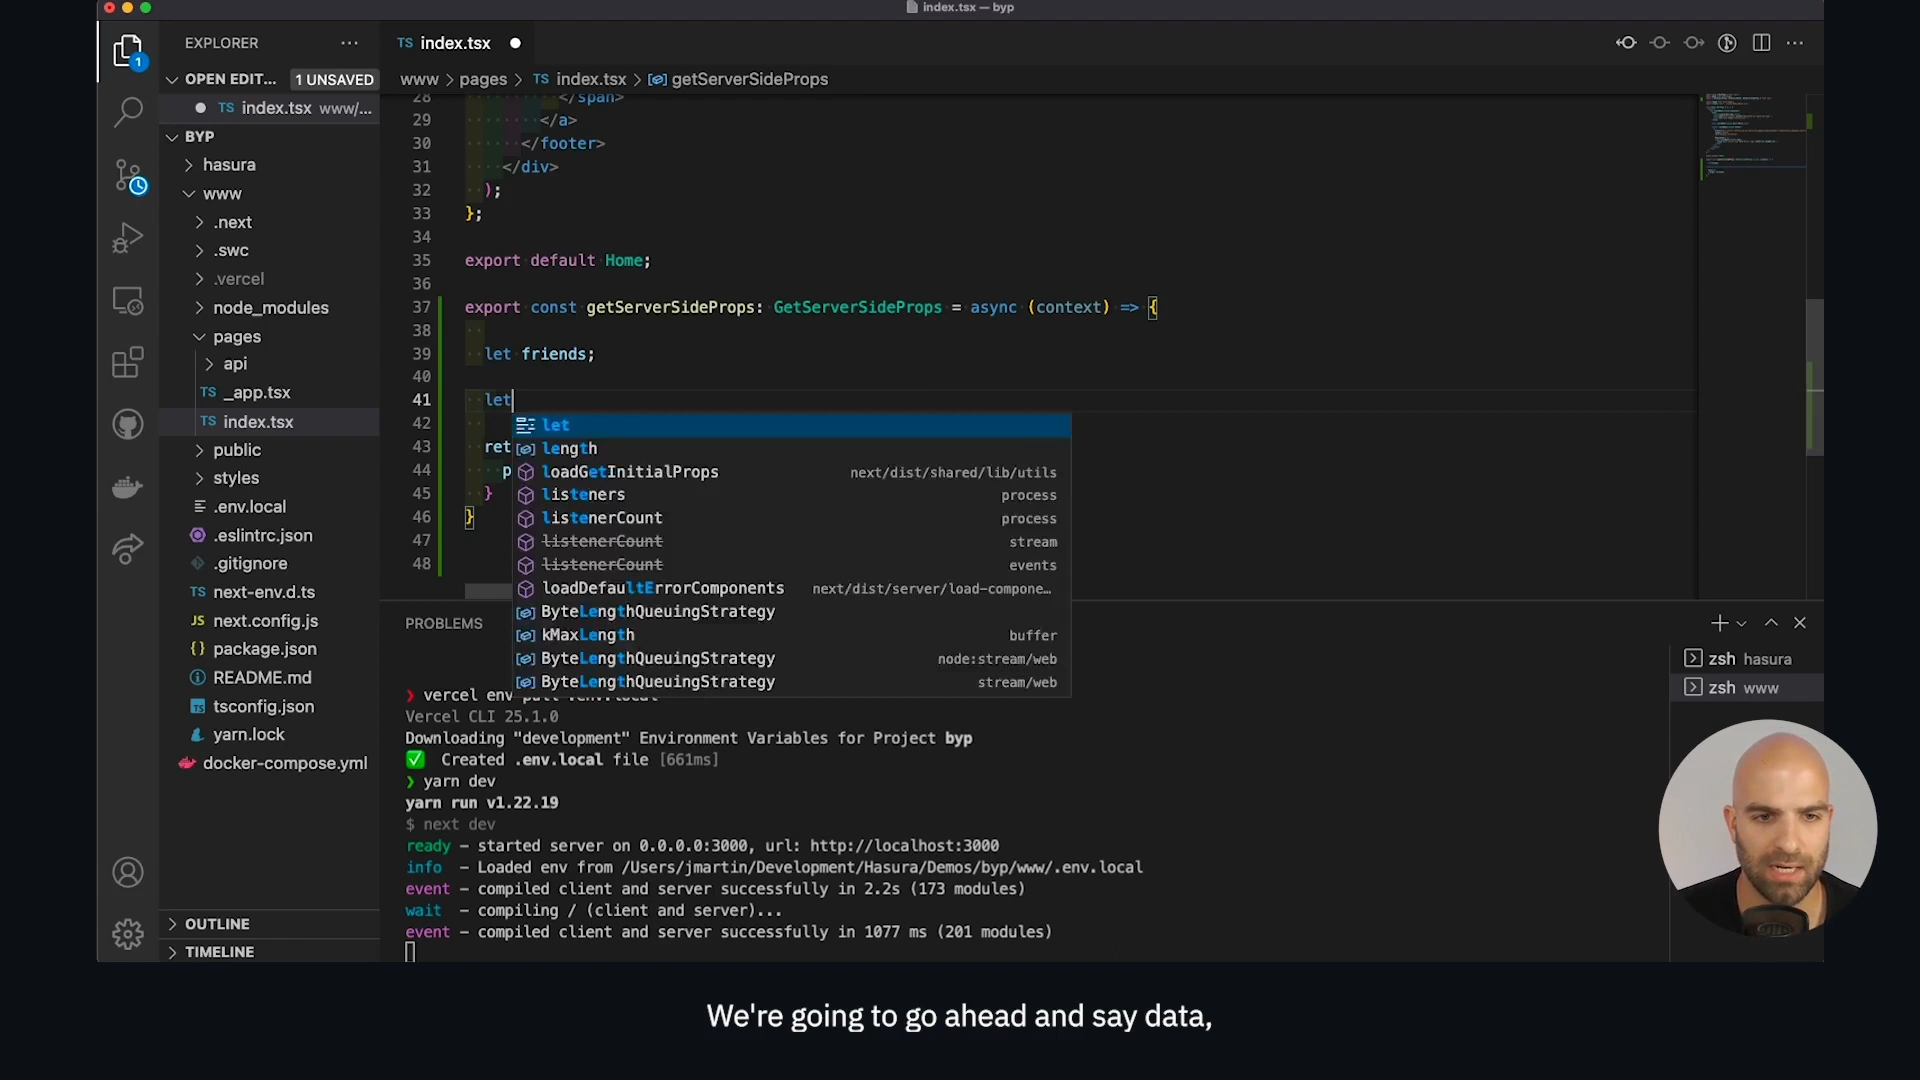 index.tsx — byp
EXPLORER
TS index.tsx
1
OPEN EDIT... 1 UNSAVED
TS index.tsx www/...
BYP
hasura
www
.next
.swc
.vercel
node_modules
pages
api
TS _app.tsx
TS index.tsx
public
styles
.env.local
.eslintrc.json
.gitignore
TS next-env.d.ts
JS next.config.js
{} package.json
README.md
TS tsconfig.json
yarn.lock
docker-compose.yml
OUTLINE
TIMELINE
www > pages > TS index.tsx > getServerSideProps
28 </span>
29 </a>
30 </footer>
31 </div>
32 );
33 };
34
35 export default Home;
36
37 export const getServerSideProps: GetServerSideProps = async (context) => {
38
39 let friends;
40
41 let
42
43 ret
44 p
45 }
46 }
47
48
let
length
loadGetInitialProps next/dist/shared/lib/utils
listeners process
listenerCount process
listenerCount stream
listenerCount events
loadDefaultErrorComponents next/dist/server/load-compone...
ByteLengthQueuingStrategy
kMaxLength buffer
ByteLengthQueuingStrategy node:stream/web
ByteLengthQueuingStrategy stream/web
PROBLEMS
zsh hasura
zsh www
❯ vercel env pull .env.local
Vercel CLI 25.1.0
Downloading "development" Environment Variables for Project byp
✅ Created .env.local file [661ms]
❯ yarn dev
yarn run v1.22.19
$ next dev
ready – started server on 0.0.0.0:3000, url: http://localhost:3000
info – Loaded env from /Users/jmartin/Development/Hasura/Demos/byp/www/.env.local
event – compiled client and server successfully in 2.2s (173 modules)
wait – compiling / (client and server)...
event – compiled client and server successfully in 1077 ms (201 modules)
We're going to go ahead and say data,